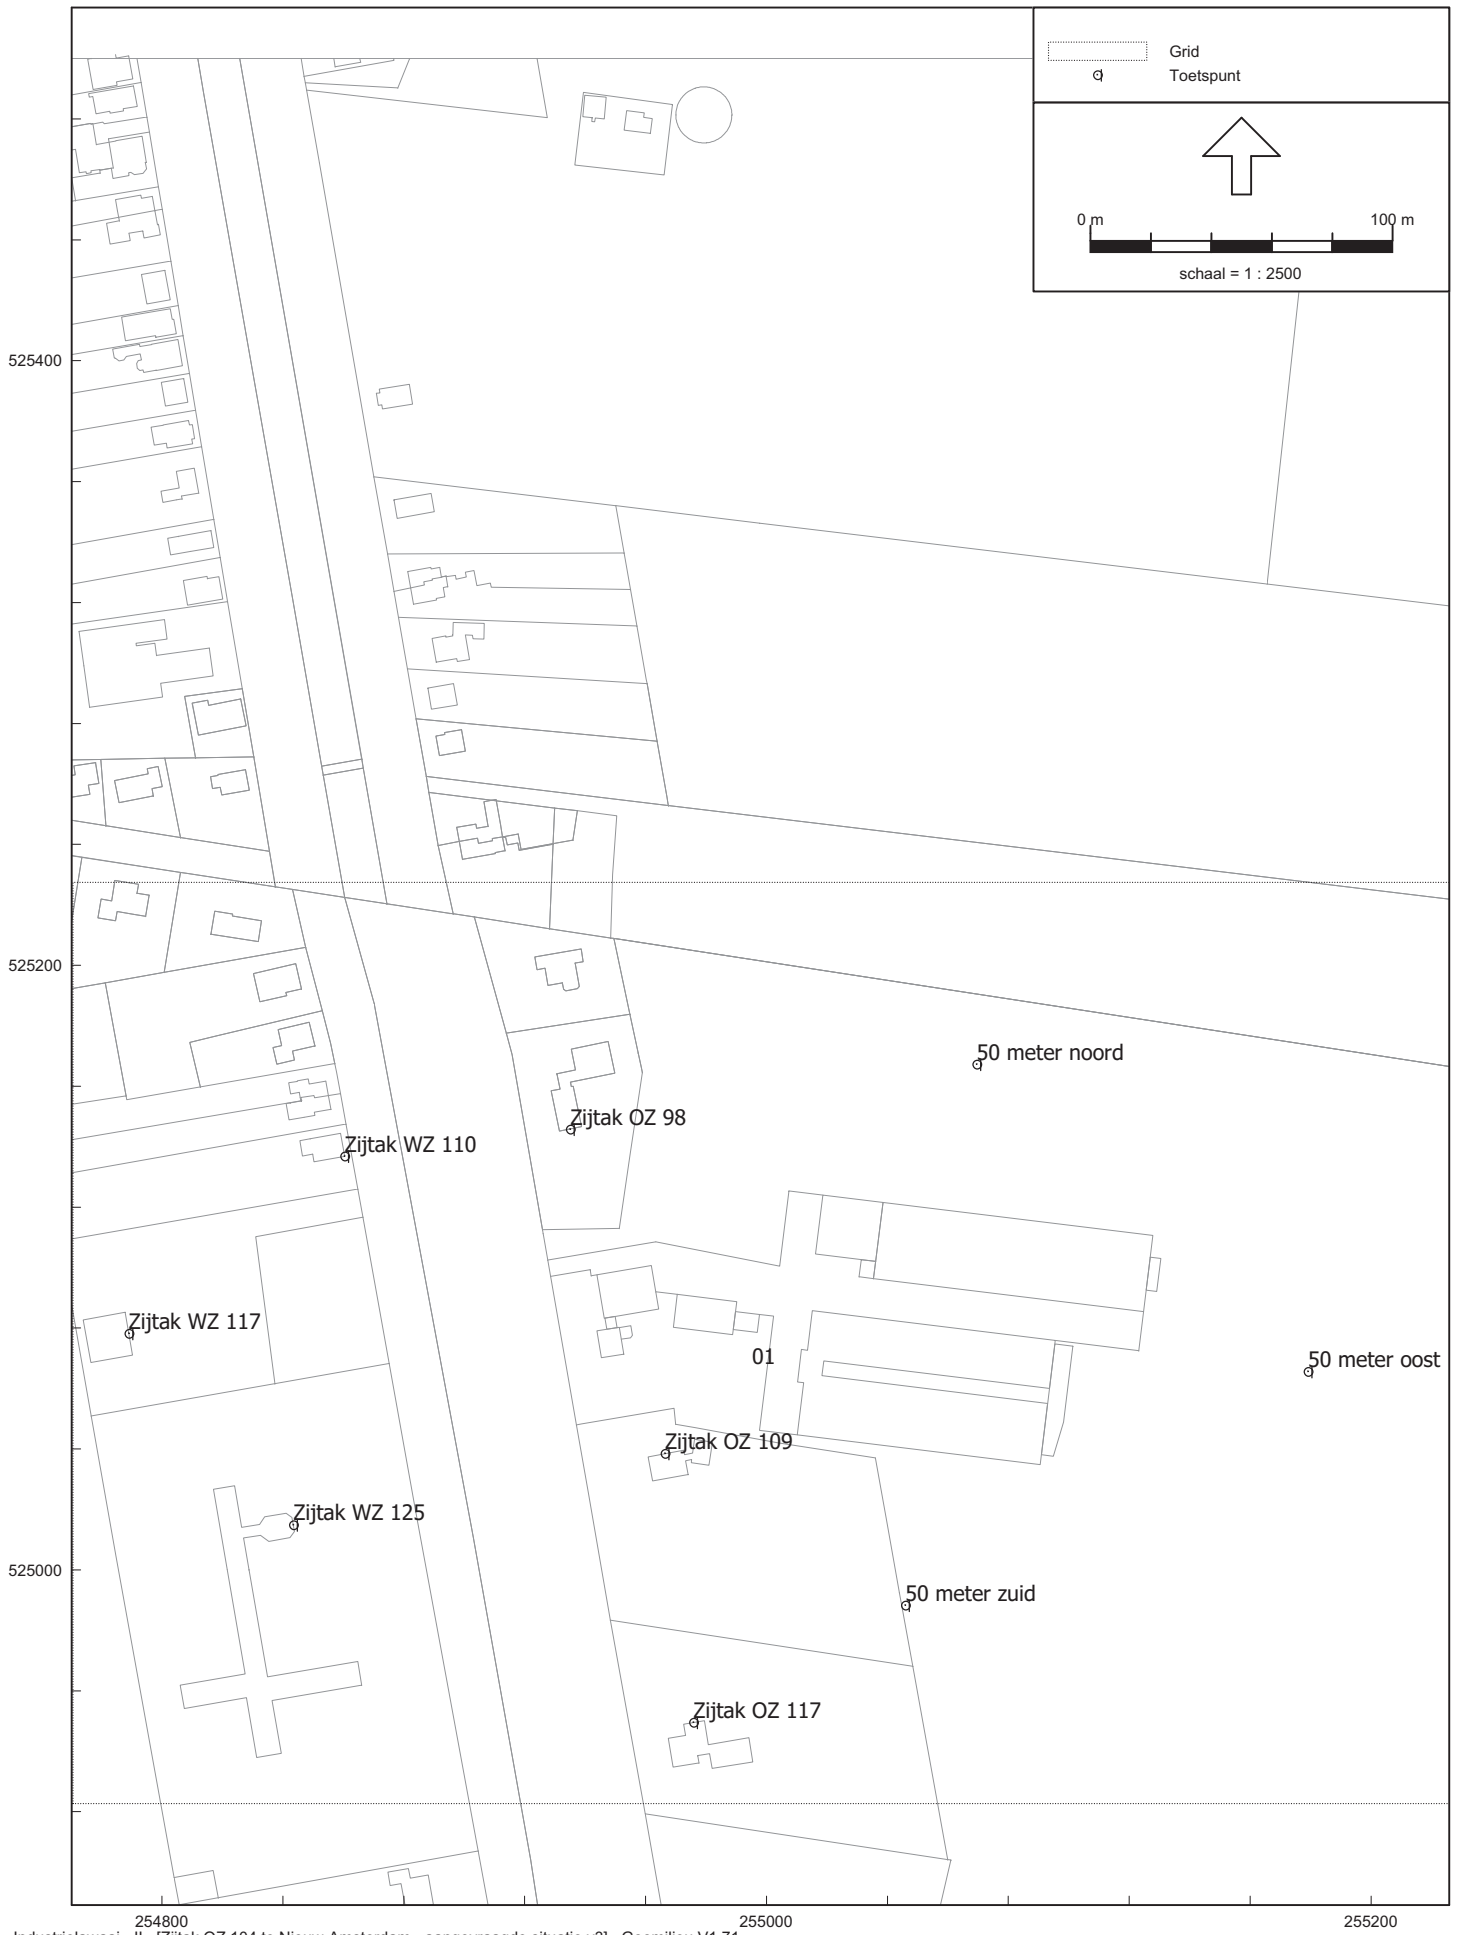 Grid
Toetspunt
0 m 100 m
schaal = 1 : 2500
525400
525200
50 meter noord
Zijtak OZ 98
Zijtak WZ 110
Zijtak WZ 117
01
50 meter oost
Zijtak OZ 109
Zijtak WZ 125
525000
50 meter zuid
Zijtak OZ 117
254800 255000 255200